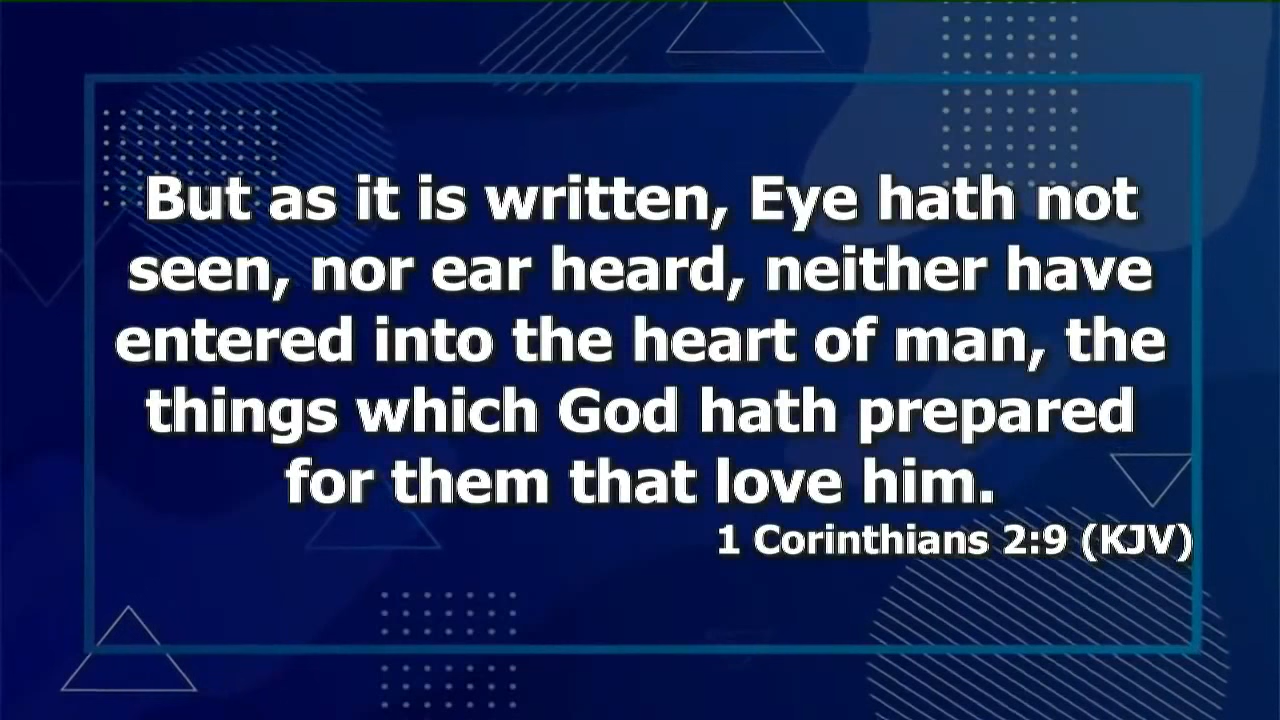 But as it is written, Eye hath not
seen, nor ear heard, neither have
entered into the heart of man, the
things which God hath prepared
for them that love him.
1 Corinthians 2:9 (KJV)